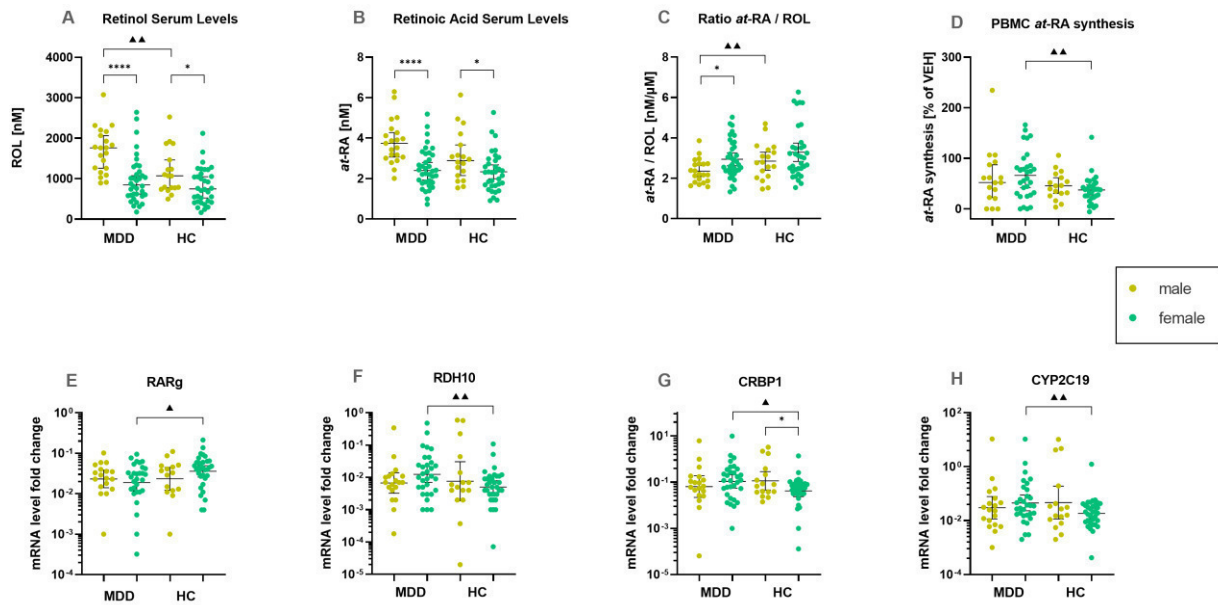 A Retinol Serum Levels
ROL [nM]
4000
3000
2000
1000
0
▲▲
****
*
MDD HC
B Retinoic Acid Serum Levels
at-RA [nM]
8
6
4
2
0
****
*
MDD HC
C Ratio at-RA / ROL
at-RA / ROL [nM/µM]
8
6
4
2
0
▲▲
*
MDD HC
D PBMC at-RA synthesis
at-RA synthesis [% of VEH]
300
200
100
0
▲▲
MDD HC
male
female
E RARg
mRNA level fold change
10⁰
10⁻¹
10⁻²
10⁻³
10⁻⁴
▲
MDD HC
F RDH10
mRNA level fold change
10⁰
10⁻¹
10⁻²
10⁻³
10⁻⁴
10⁻⁵
▲▲
MDD HC
G CRBP1
mRNA level fold change
10¹
10⁻¹
10⁻³
10⁻⁵
▲
*
MDD HC
H CYP2C19
mRNA level fold change
10²
10⁰
10⁻²
10⁻⁴
▲▲
MDD HC